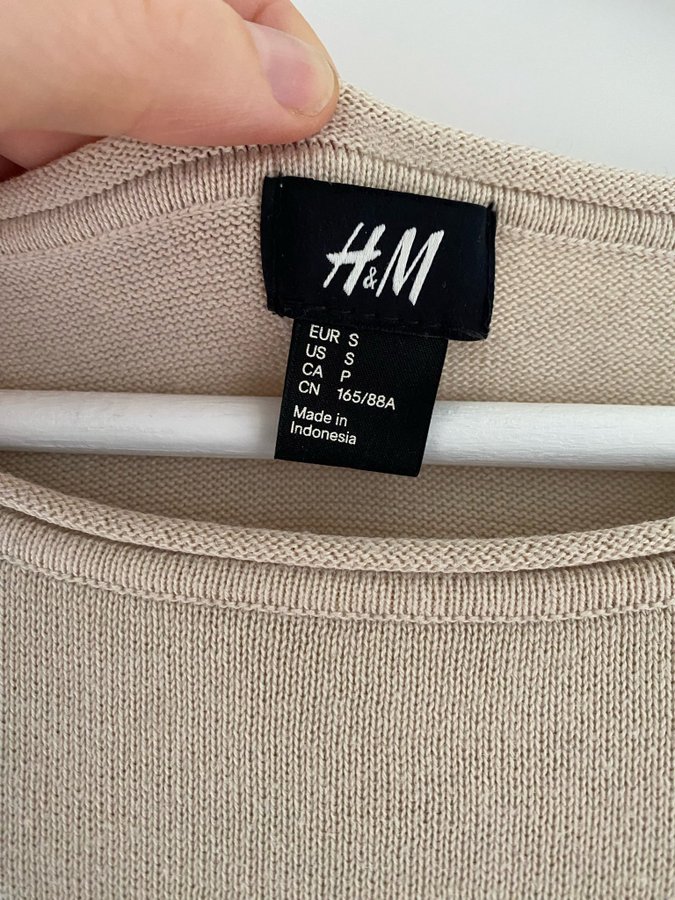 H&M
EUR S
US S
CA P
CN 165/88A
Made in
Indonesia